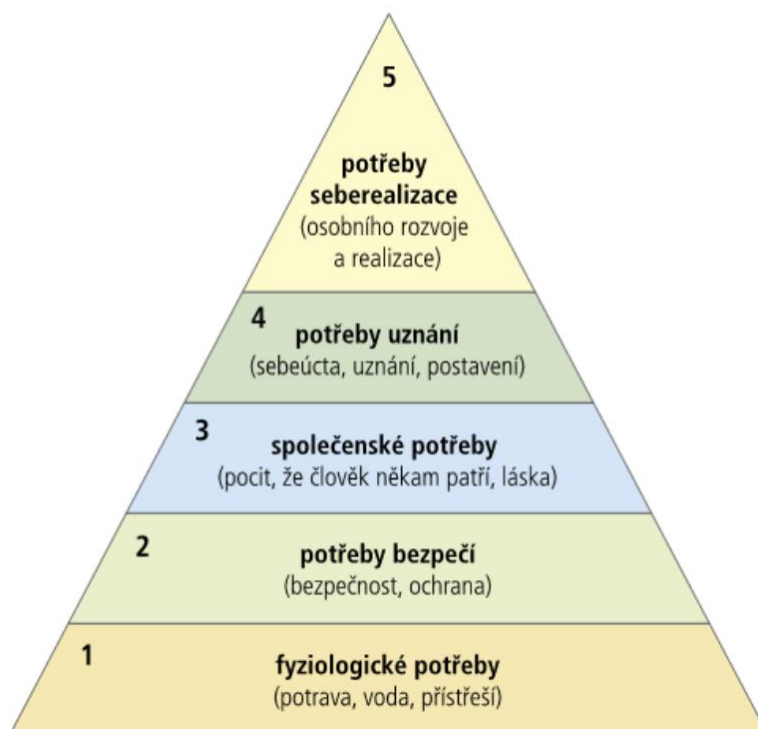 5
potřeby
seberealizace
(osobního rozvoje
a realizace)
4
potřeby uznání
(sebeúcta, uznání, postavení)
3
společenské potřeby
(pocit, že člověk někam patří, láska)
2
potřeby bezpečí
(bezpečnost, ochrana)
1
fyziologické potřeby
(potrava, voda, přístřeší)